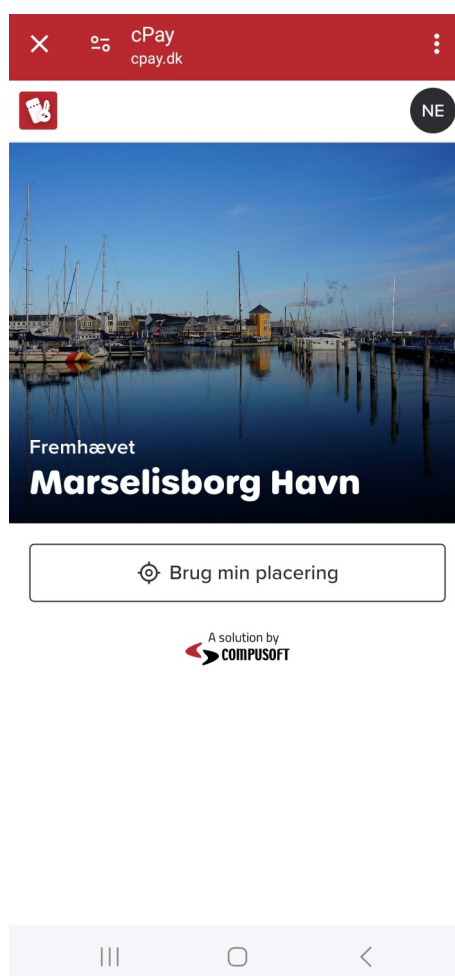 cPay
cpay.dk
NE
Fremhævet
Marselisborg Havn
Brug min placering
A solution by
COMPUSOFT